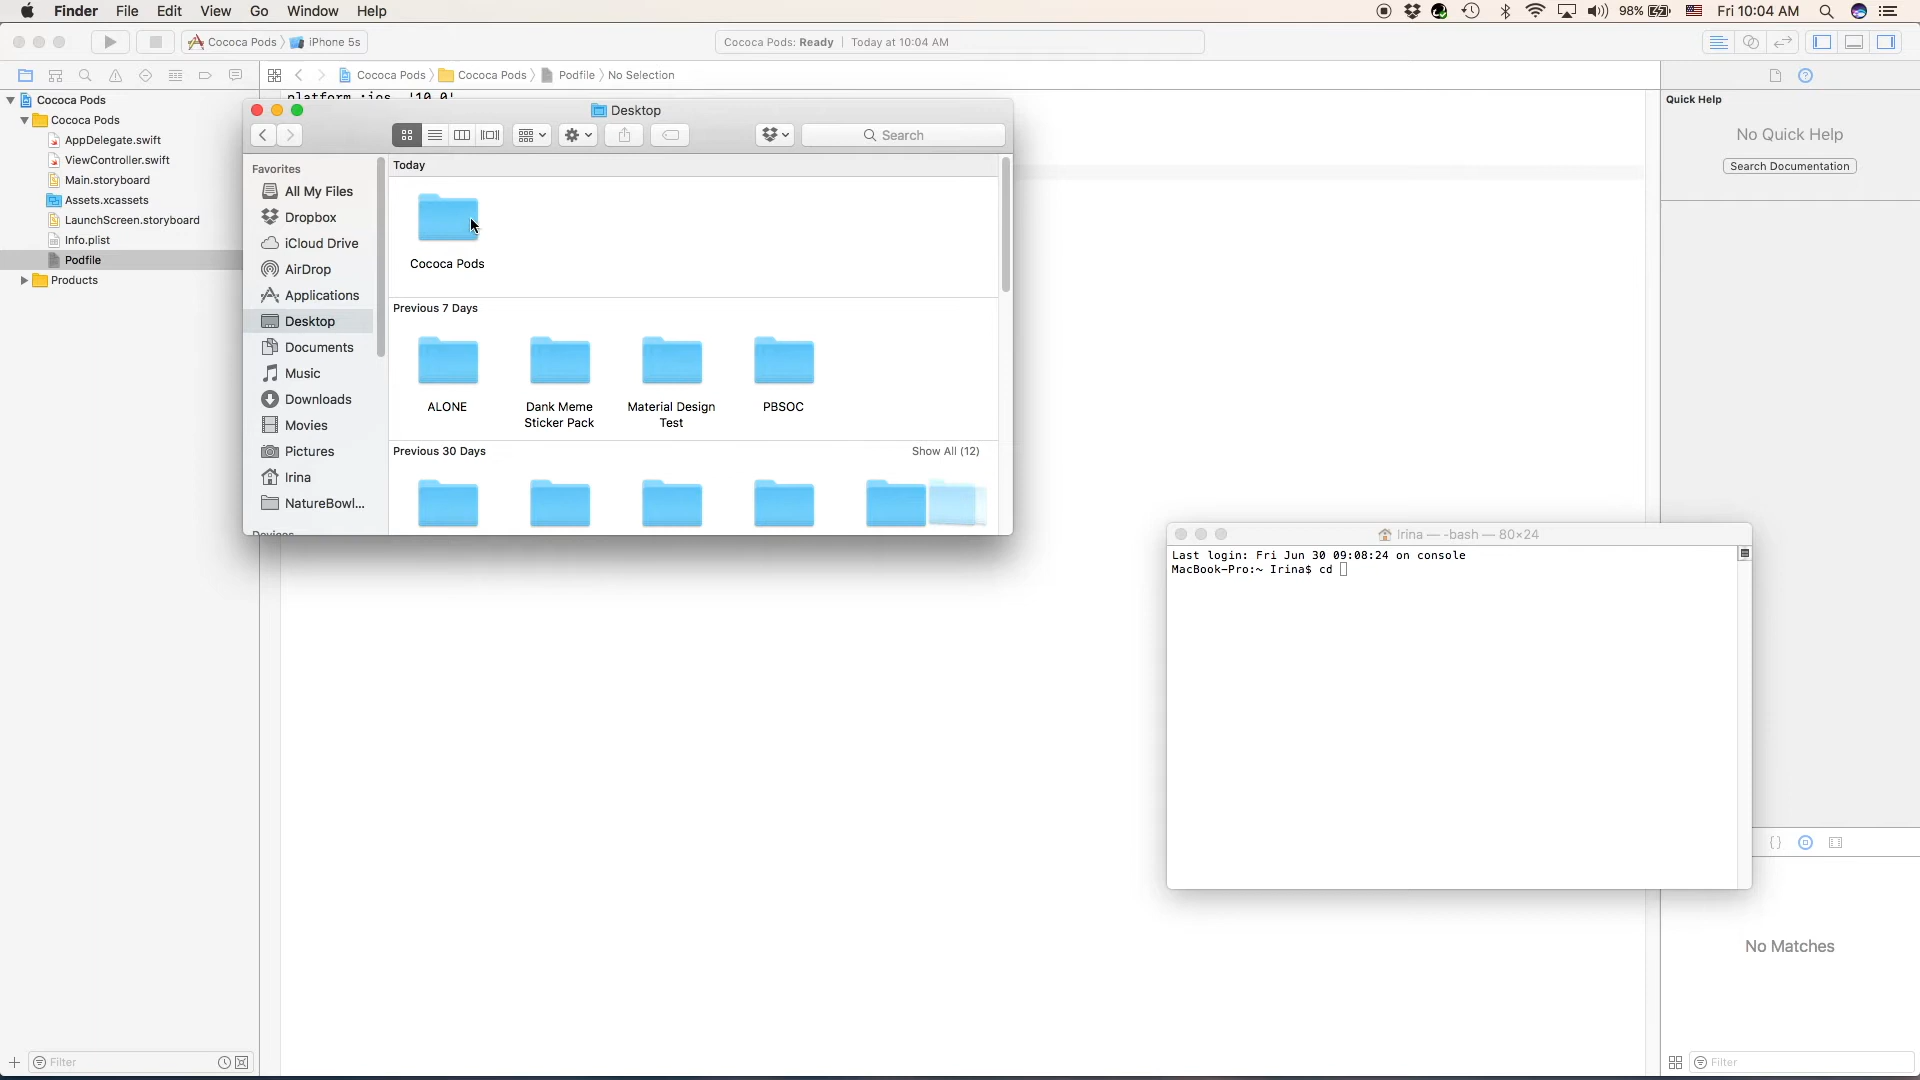 Finder File Edit View Go Window Help
98% Fri 10:04 AM
Cococa Pods iPhone 5s
Cococa Pods: Ready Today at 10:04 AM
Cococa Pods Cococa Pods Podfile No Selection
Cococa Pods
Cococa Pods
AppDelegate.swift
ViewController.swift
Main.storyboard
Assets.xcassets
LaunchScreen.storyboard
Info.plist
Podfile
Products
Filter
platform :ios, '10.0'
Desktop
Search
Favorites
All My Files
Dropbox
iCloud Drive
AirDrop
Applications
Desktop
Documents
Music
Downloads
Movies
Pictures
Irina
NatureBowl...
Devices
Today
Cococa Pods
Previous 7 Days
ALONE
Dank Meme
Sticker Pack
Material Design
Test
PBSOC
Previous 30 Days Show All (12)
Irina — -bash — 80×24
Last login: Fri Jun 30 09:08:24 on console
MacBook-Pro:~ Irina$ cd
Quick Help
No Quick Help
Search Documentation
{}
No Matches
Filter